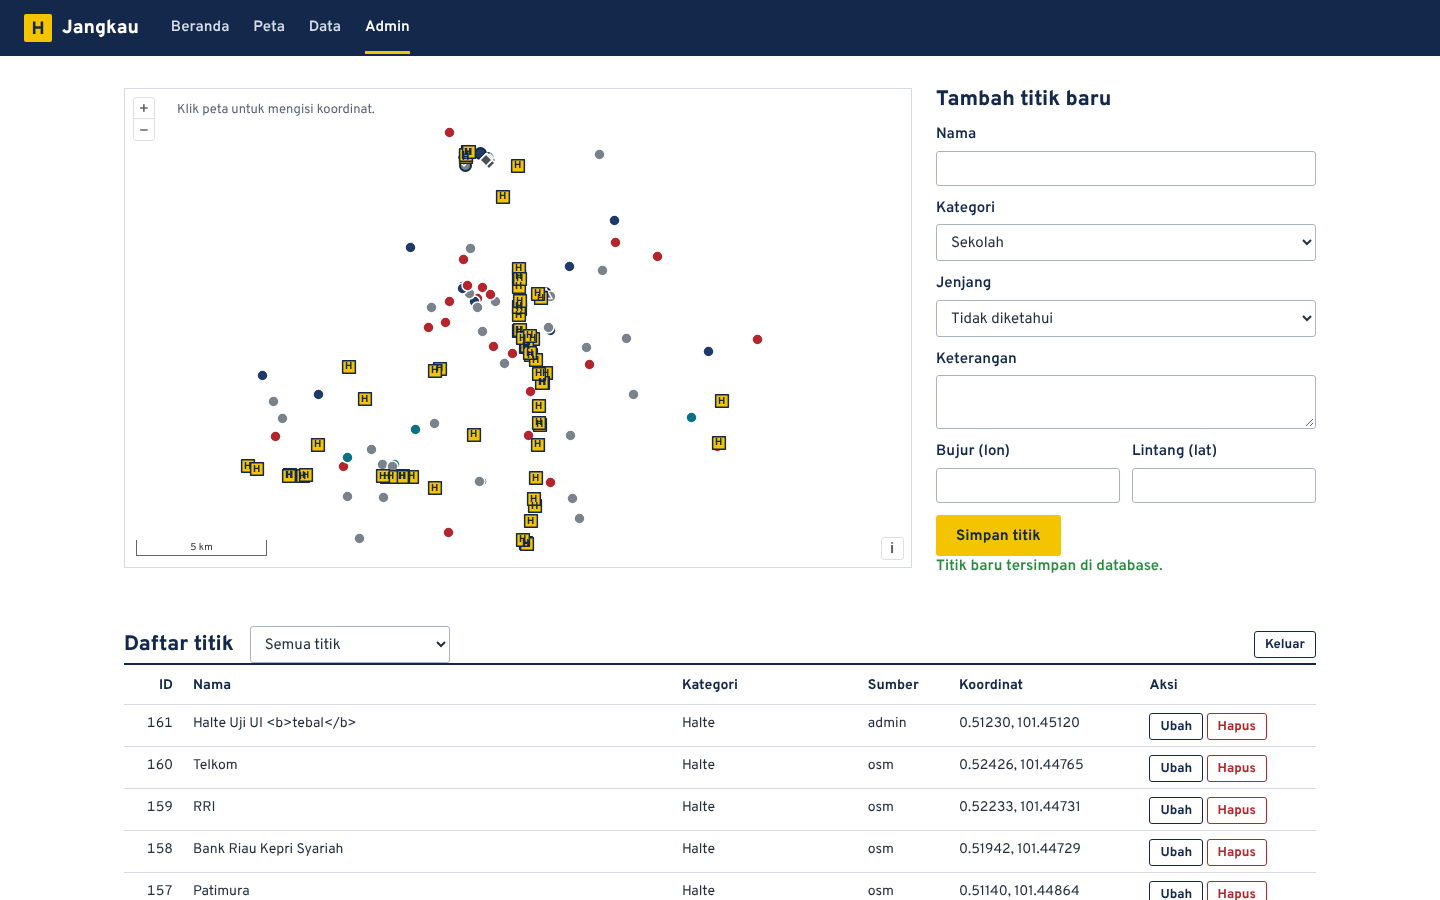 H Jangkau Beranda Peta Data Admin
+
−
Klik peta untuk mengisi koordinat.
5 km
i
Tambah titik baru
Nama
Kategori
Sekolah
Jenjang
Tidak diketahui
Keterangan
Bujur (lon) Lintang (lat)
Simpan titik
Titik baru tersimpan di database.
Daftar titik Semua titik Keluar
ID Nama Kategori Sumber Koordinat Aksi
161 Halte Uji UI <b>tebal</b> Halte admin 0.51230, 101.45120 Ubah Hapus
160 Telkom Halte osm 0.52426, 101.44765 Ubah Hapus
159 RRI Halte osm 0.52233, 101.44731 Ubah Hapus
158 Bank Riau Kepri Syariah Halte osm 0.51942, 101.44729 Ubah Hapus
157 Patimura Halte osm 0.51140, 101.44864 Ubah Hapus